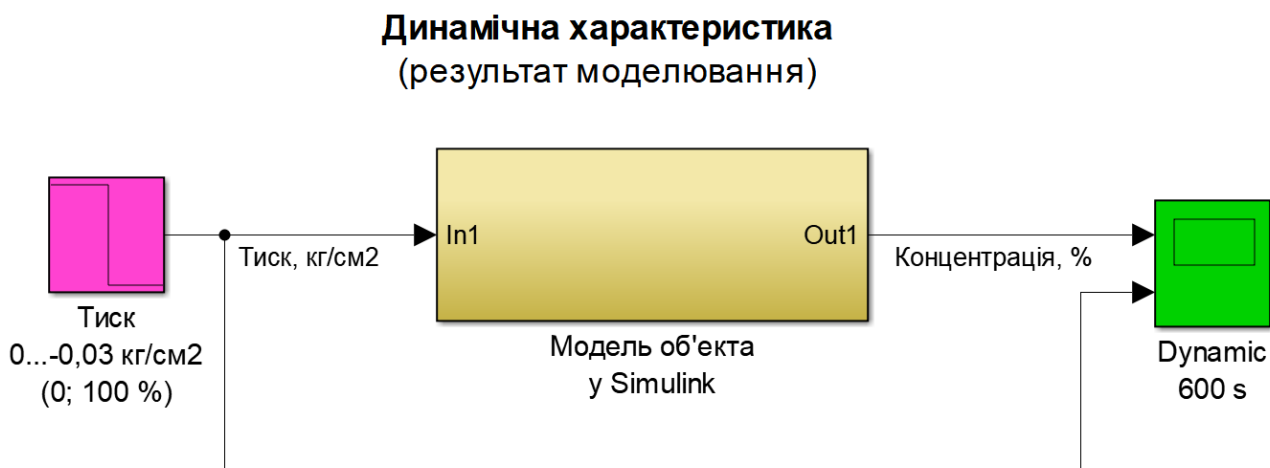 Динамічна характеристика
(результат моделювання)
In1
Out1
Тиск, кг/см2
Концентрація, %
Тиск
0...-0,03 кг/см2
(0; 100 %)
Модель об'екта
у Simulink
Dynamic
600 s